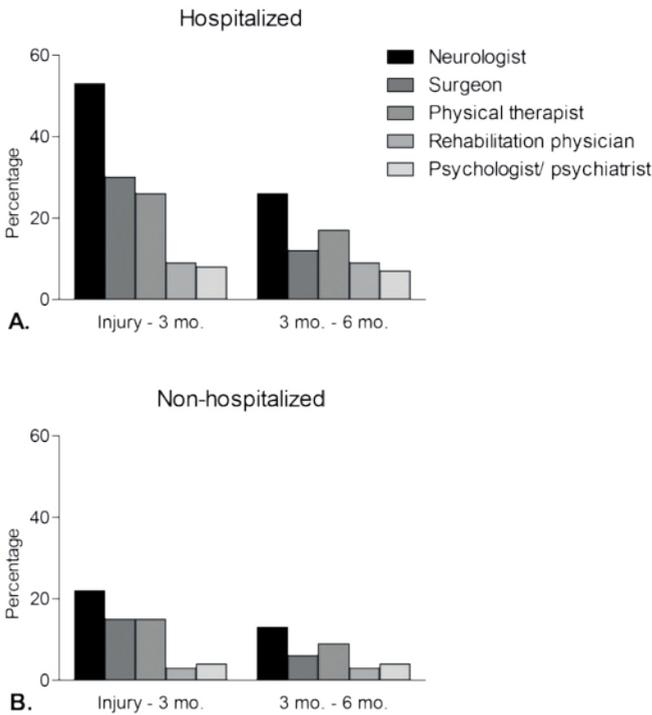 Hospitalized
60
40
20
0
Percentage
Neurologist
Surgeon
Physical therapist
Rehabilitation physician
Psychologist/ psychiatrist
A.
Injury - 3 mo.
3 mo. - 6 mo.
Non-hospitalized
60
40
20
0
Percentage
B.
Injury - 3 mo.
3 mo. - 6 mo.